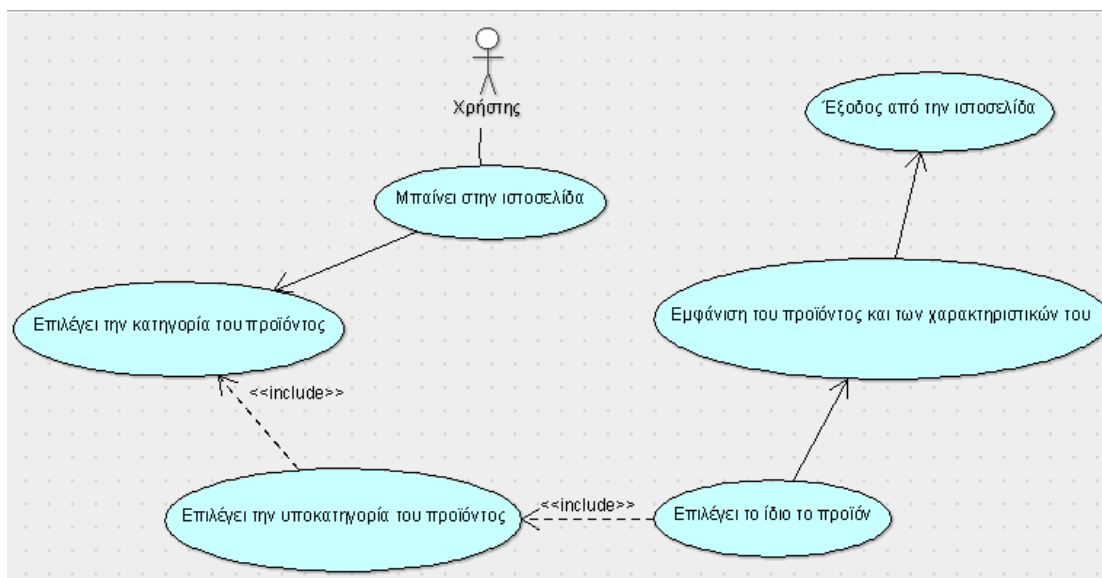 Χρήστης
Έξοδος από την ιστοσελίδα
Μπαίνει στην ιστοσελίδα
Επιλέγει την κατηγορία του προϊόντος
Εμφάνιση του προϊόντος και των χαρακτηριστικών του
<<include>>
<<include>>
Επιλέγει την υποκατηγορία του προϊόντος
Επιλέγει το ίδιο το προϊόν